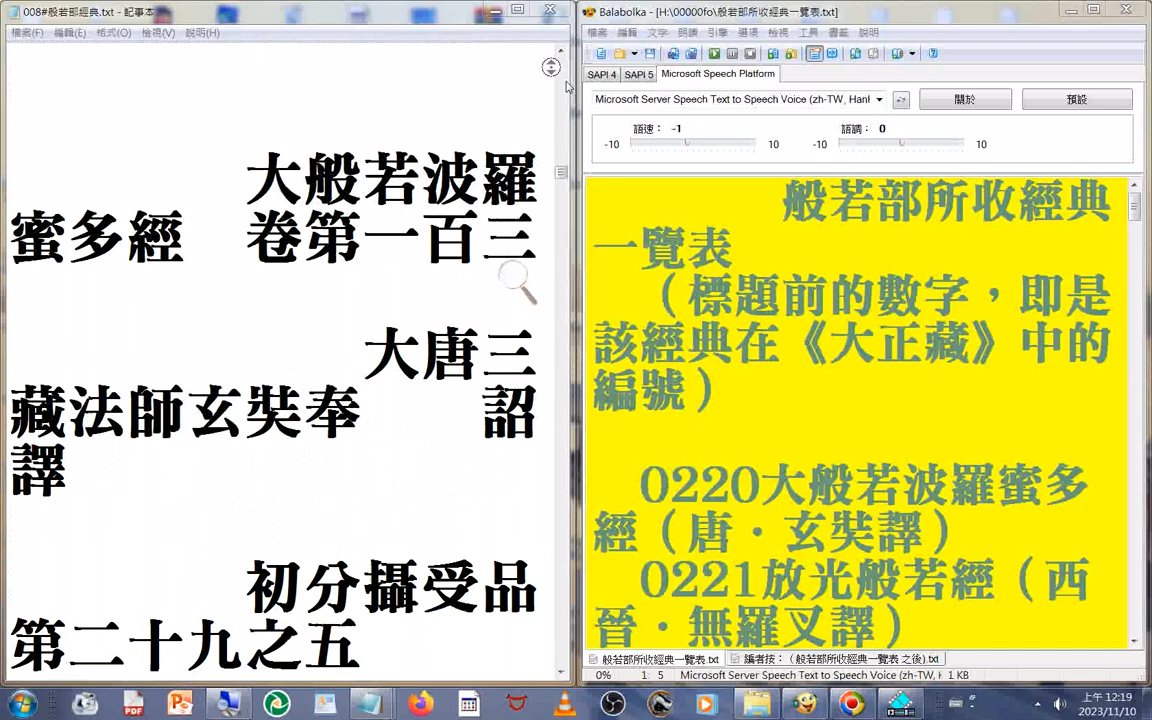 008#般若部經典.txt - 記事本
檔案(F) 編輯(E) 格式(O) 檢視(V) 說明(H)
大般若波羅
蜜多經 卷第一百三
大唐三
藏法師玄奘奉 詔
譯
初分攝受品
第二十九之五
Balabolka - [H:\00000fo\般若部所收經典一覽表.txt]
檔案 編輯 文字 朗讀 引擎 選項 檢視 工具 書籤 說明
SAPI 4 SAPI 5 Microsoft Speech Platform
Microsoft Server Speech Text to Speech Voice (zh-TW, Hanl 關於 預設
語速： -1 語調： 0
-10 10 -10 10
般若部所收經典
一覽表
（標題前的數字，即是
該經典在《大正藏》中的
編號）
0220大般若波羅蜜多
經（唐．玄奘譯）
0221放光般若經（西
晉．無羅叉譯）
般若部所收經典一覽表.txt 編者按：（般若部所收經典一覽表 之後).txt
0% 1: 5 Microsoft Server Speech Text to Speech Voice (zh-TW, H 1 KB
PDF
上午 12:19
2023/11/10